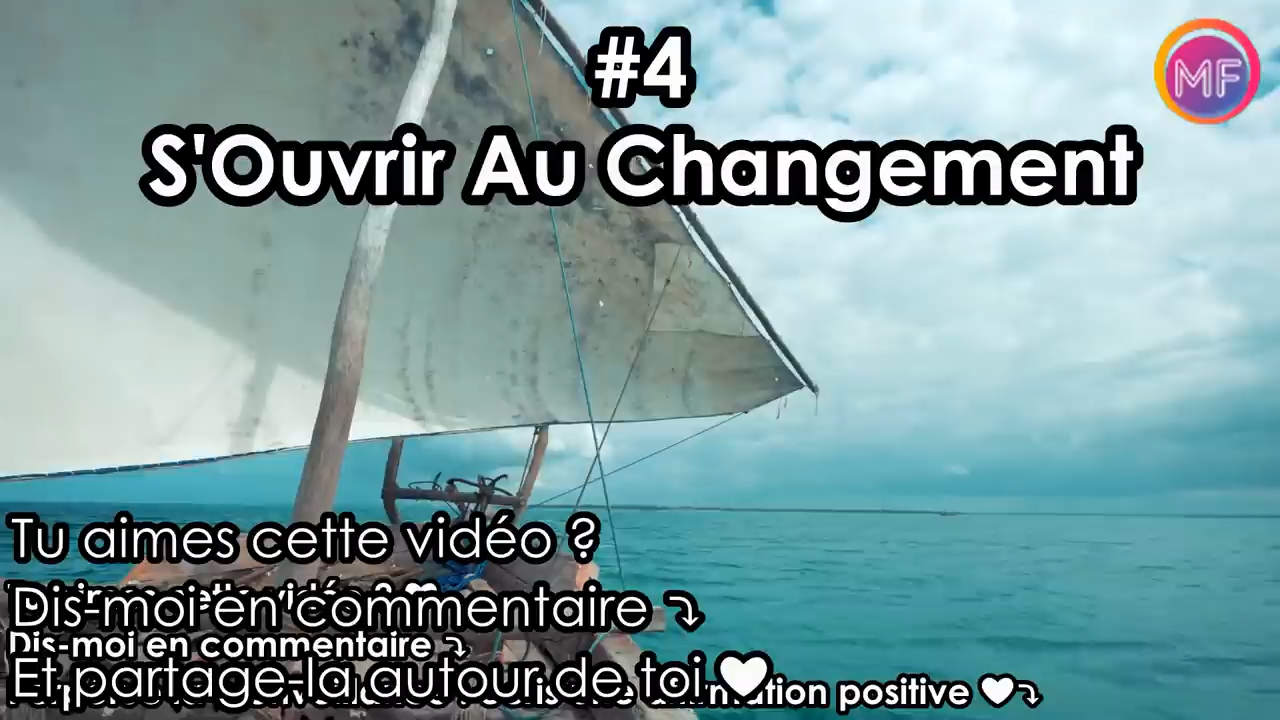 #4
MF
S'Ouvrir Au Changement
Tu aimes cette vidéo ?
Dis-moi en commentaire ⤵
Dis-moi en commentaire ⤵
Et partage-la autour de toi ♥
affirmation positive ♥⤵